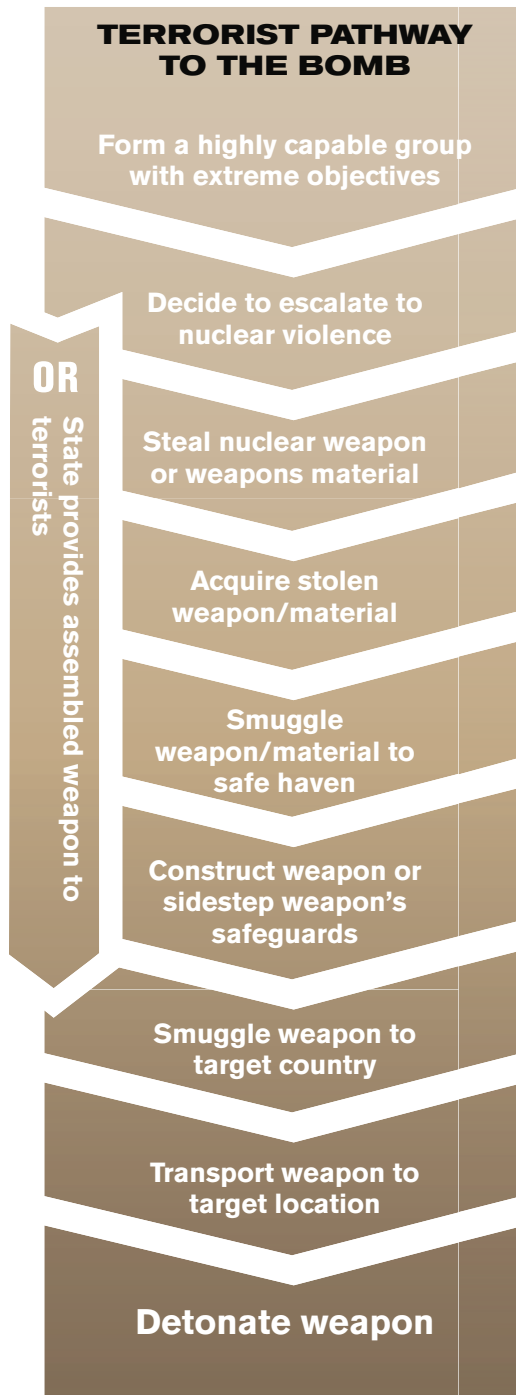 TERRORIST PATHWAY
TO THE BOMB
Form a highly capable group
with extreme objectives
Decide to escalate to
nuclear violence
OR
State provides assembled weapon to
terrorists
Steal nuclear weapon
or weapons material
Acquire stolen
weapon/material
Smuggle
weapon/material to
safe haven
Construct weapon or
sidestep weapon’s
safeguards
Smuggle weapon to
target country
Transport weapon to
target location
Detonate weapon